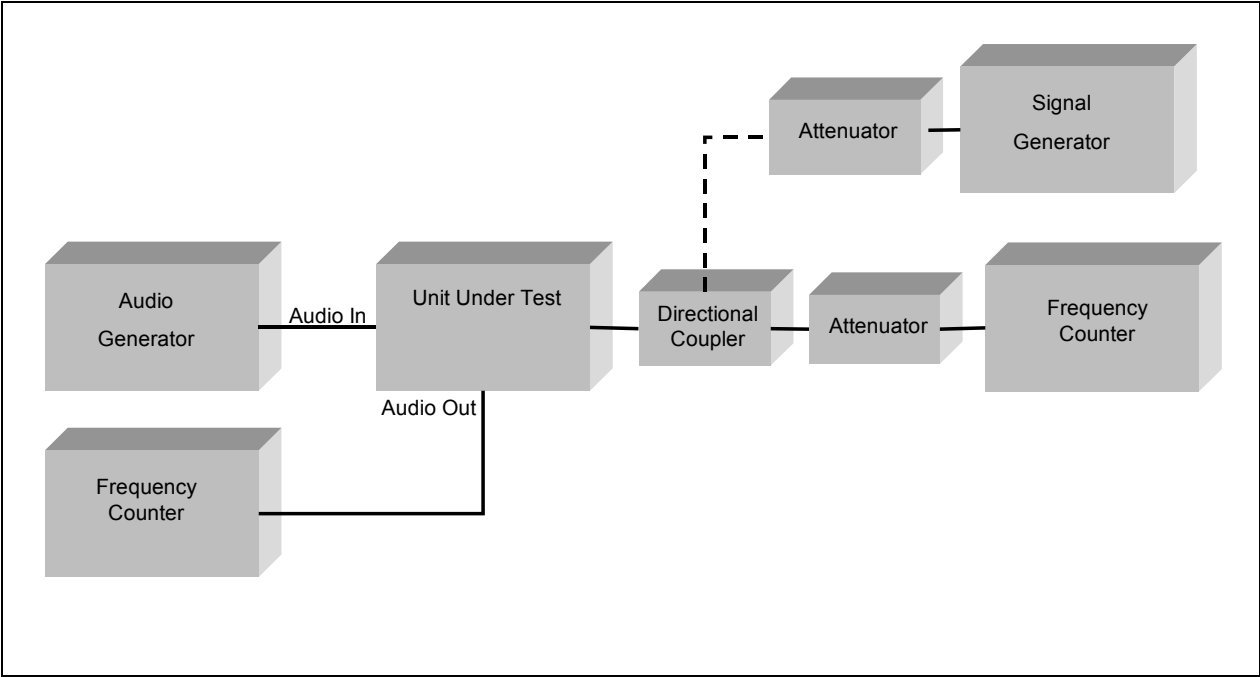 Signal
Generator
Attenuator
Audio
Generator
Audio In
Unit Under Test
Directional
Coupler
Attenuator
Frequency
Counter
Audio Out
Frequency
Counter